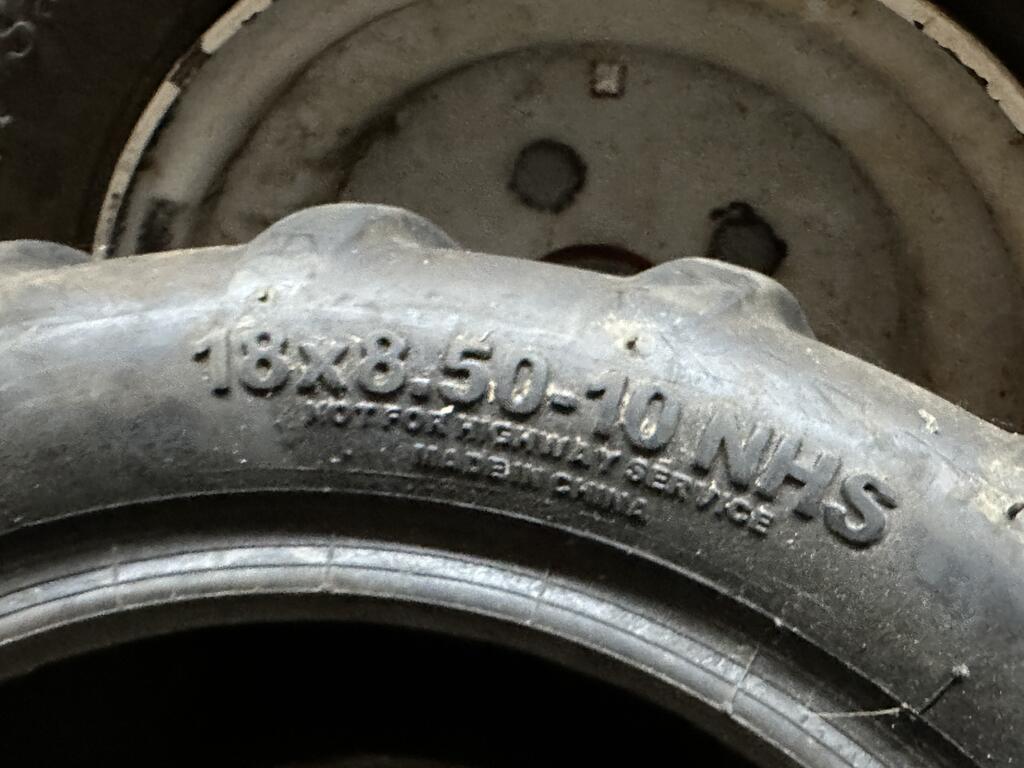 18x8.50-10 NHS
NOT FOR HIGHWAY SERVICE
MADE IN CHINA